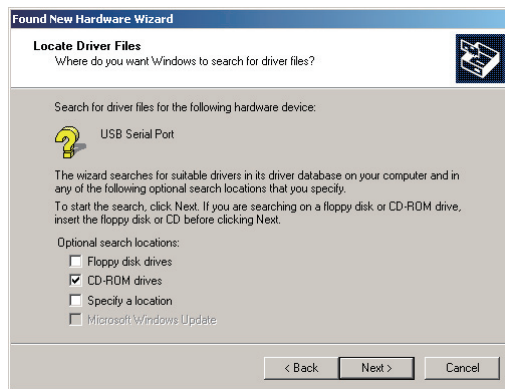 Found New Hardware Wizard
Locate Driver Files
Where do you want Windows to search for driver files?
Search for driver files for the following hardware device:
USB Serial Port
The wizard searches for suitable drivers in its driver database on your computer and in
any of the following optional search locations that you specify.
To start the search, click Next. If you are searching on a floppy disk or CD-ROM drive,
insert the floppy disk or CD before clicking Next.
Optional search locations:
Floppy disk drives
CD-ROM drives
Specify a location
Microsoft Windows Update
< Back Next > Cancel